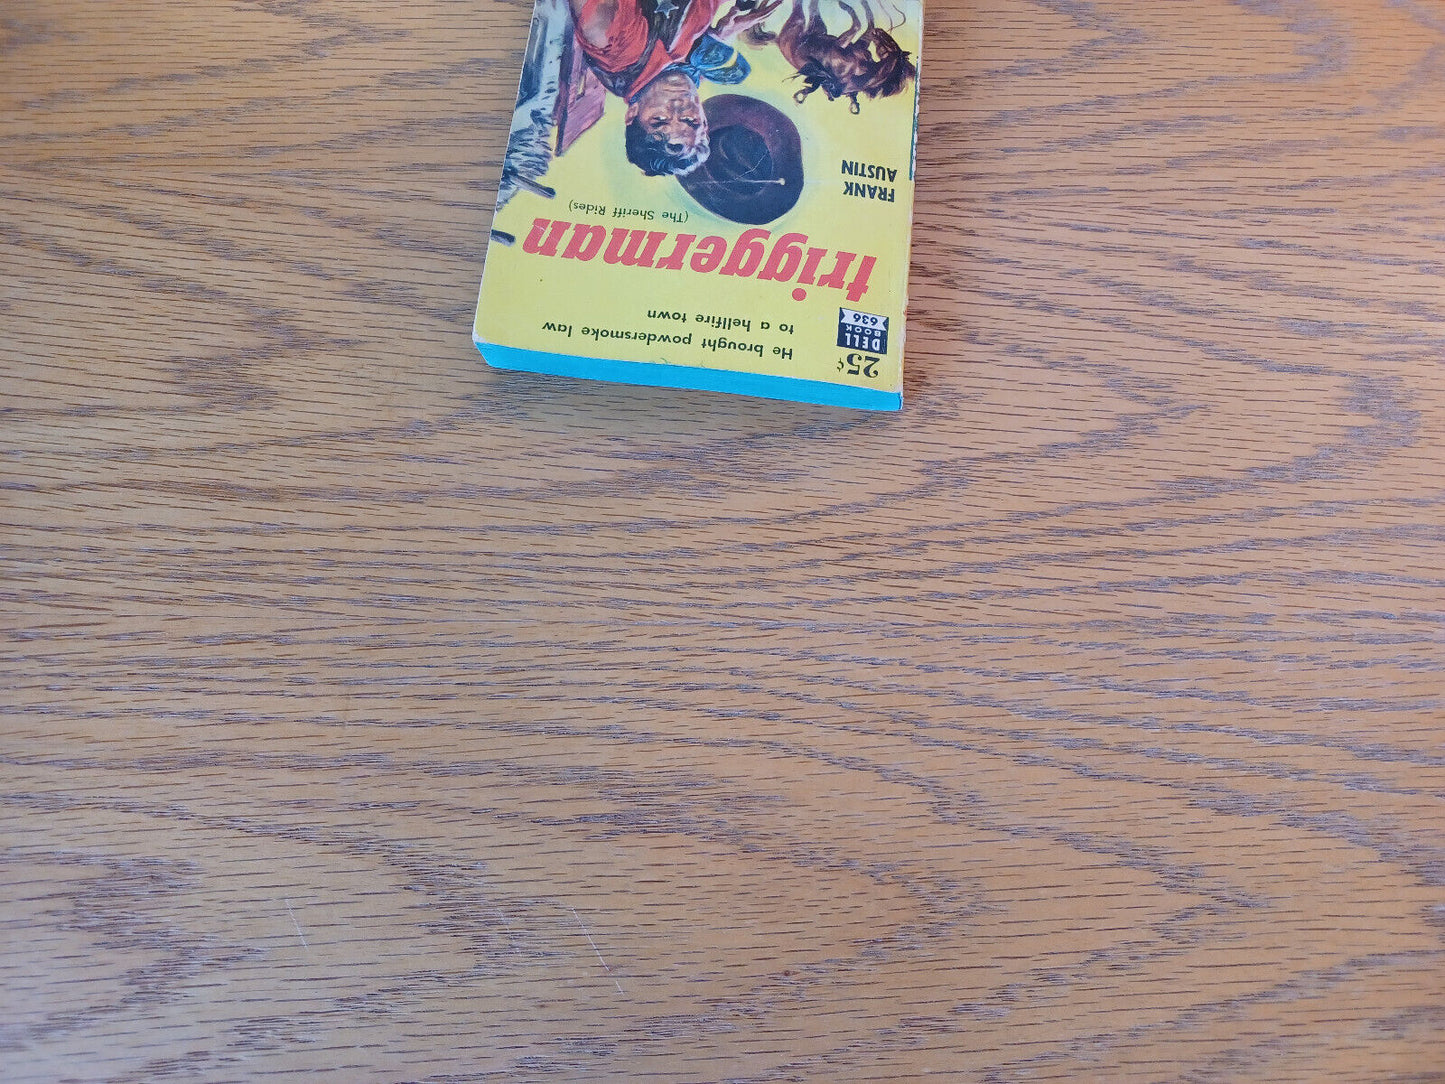 25¢
DELL
BOOK
636
He brought powdersmoke law
to a hellfire town
triggerman
(The Sheriff Rides)
FRANK
AUSTIN